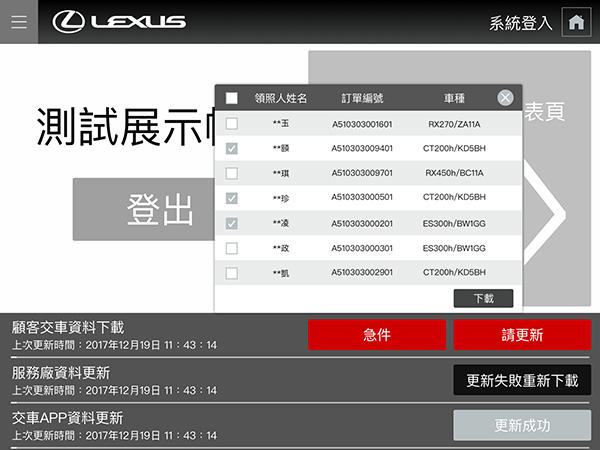 LEXUS
系統登入
測試展示帳
表頁
登出
領照人姓名 訂單編號 車種
**玉 A510303001601 RX270/ZA11A
**頤 A510303009401 CT200h/KD5BH
**琪 A510303009701 RX450h/BC11A
**珍 A510303000501 CT200h/KD5BH
**凌 A510303000201 ES300h/BW1GG
**政 A510303000301 ES300h/BW1GG
**凱 A510303002901 CT200h/KD5BH
下載
顧客交車資料下載
上次更新時間：2017年12月19日 11：43：14
急件
請更新
服務廠資料更新
上次更新時間：2017年12月19日 11：43：14
更新失敗重新下載
交車APP資料更新
上次更新時間：2017年12月19日 11：43：14
更新成功